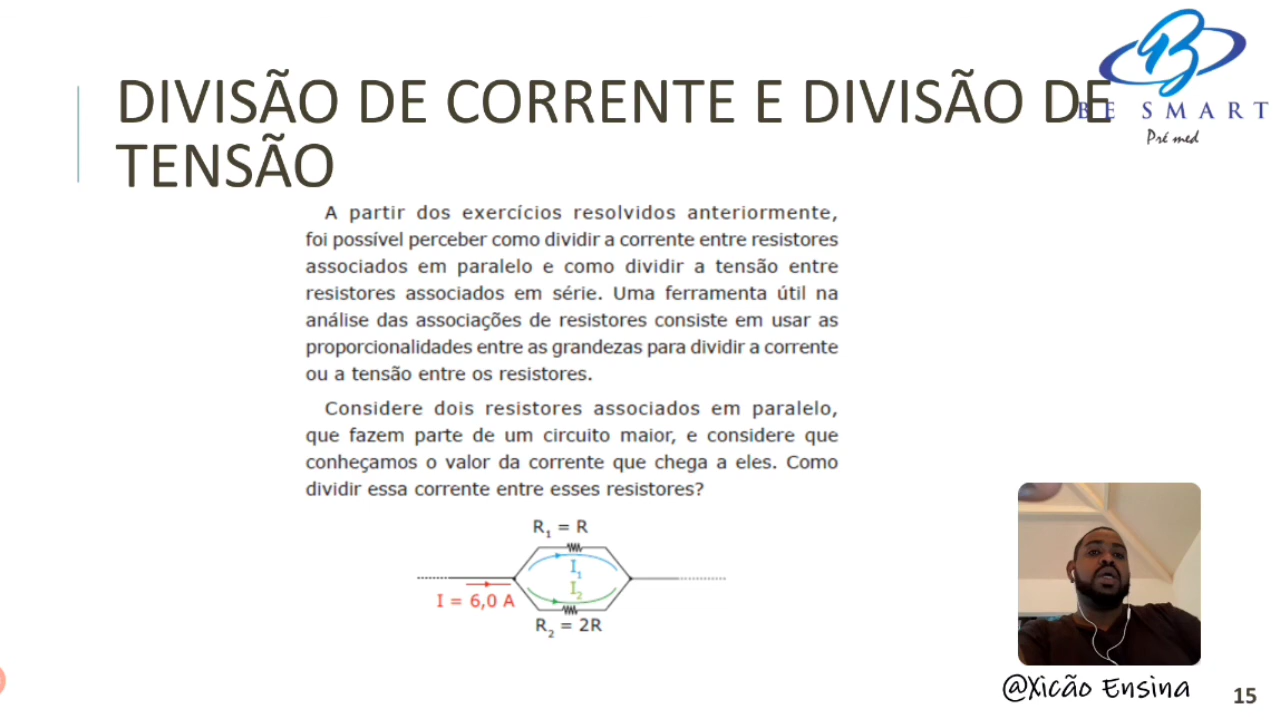 DIVISÃO DE CORRENTE E DIVISÃO DE
TENSÃO
BE SMART
Pré med
A partir dos exercícios resolvidos anteriormente,
foi possível perceber como dividir a corrente entre resistores
associados em paralelo e como dividir a tensão entre
resistores associados em série. Uma ferramenta útil na
análise das associações de resistores consiste em usar as
proporcionalidades entre as grandezas para dividir a corrente
ou a tensão entre os resistores.
Considere dois resistores associados em paralelo,
que fazem parte de um circuito maior, e considere que
conheçamos o valor da corrente que chega a eles. Como
dividir essa corrente entre esses resistores?
R₁ = R
I₁
I₂
I = 6,0 A
R₂ = 2R
@Xicão Ensina
15